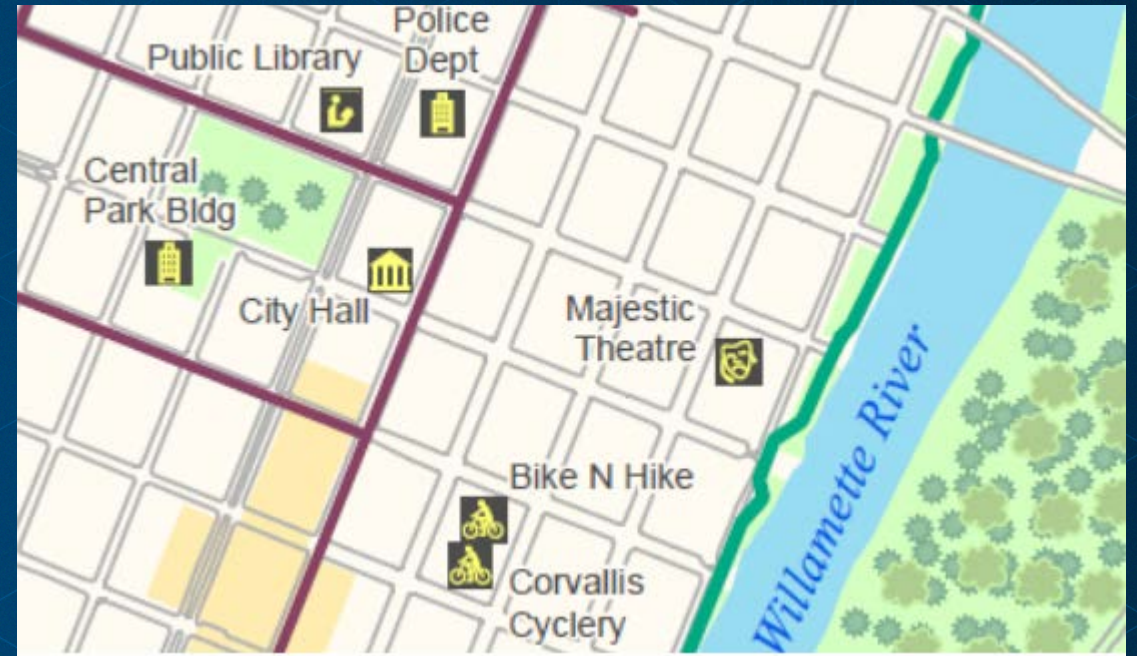 Police
Dept
Public Library
Central
Park Bldg
City Hall
Majestic
Theatre
Willamette River
Bike N Hike
Corvallis
Cyclery